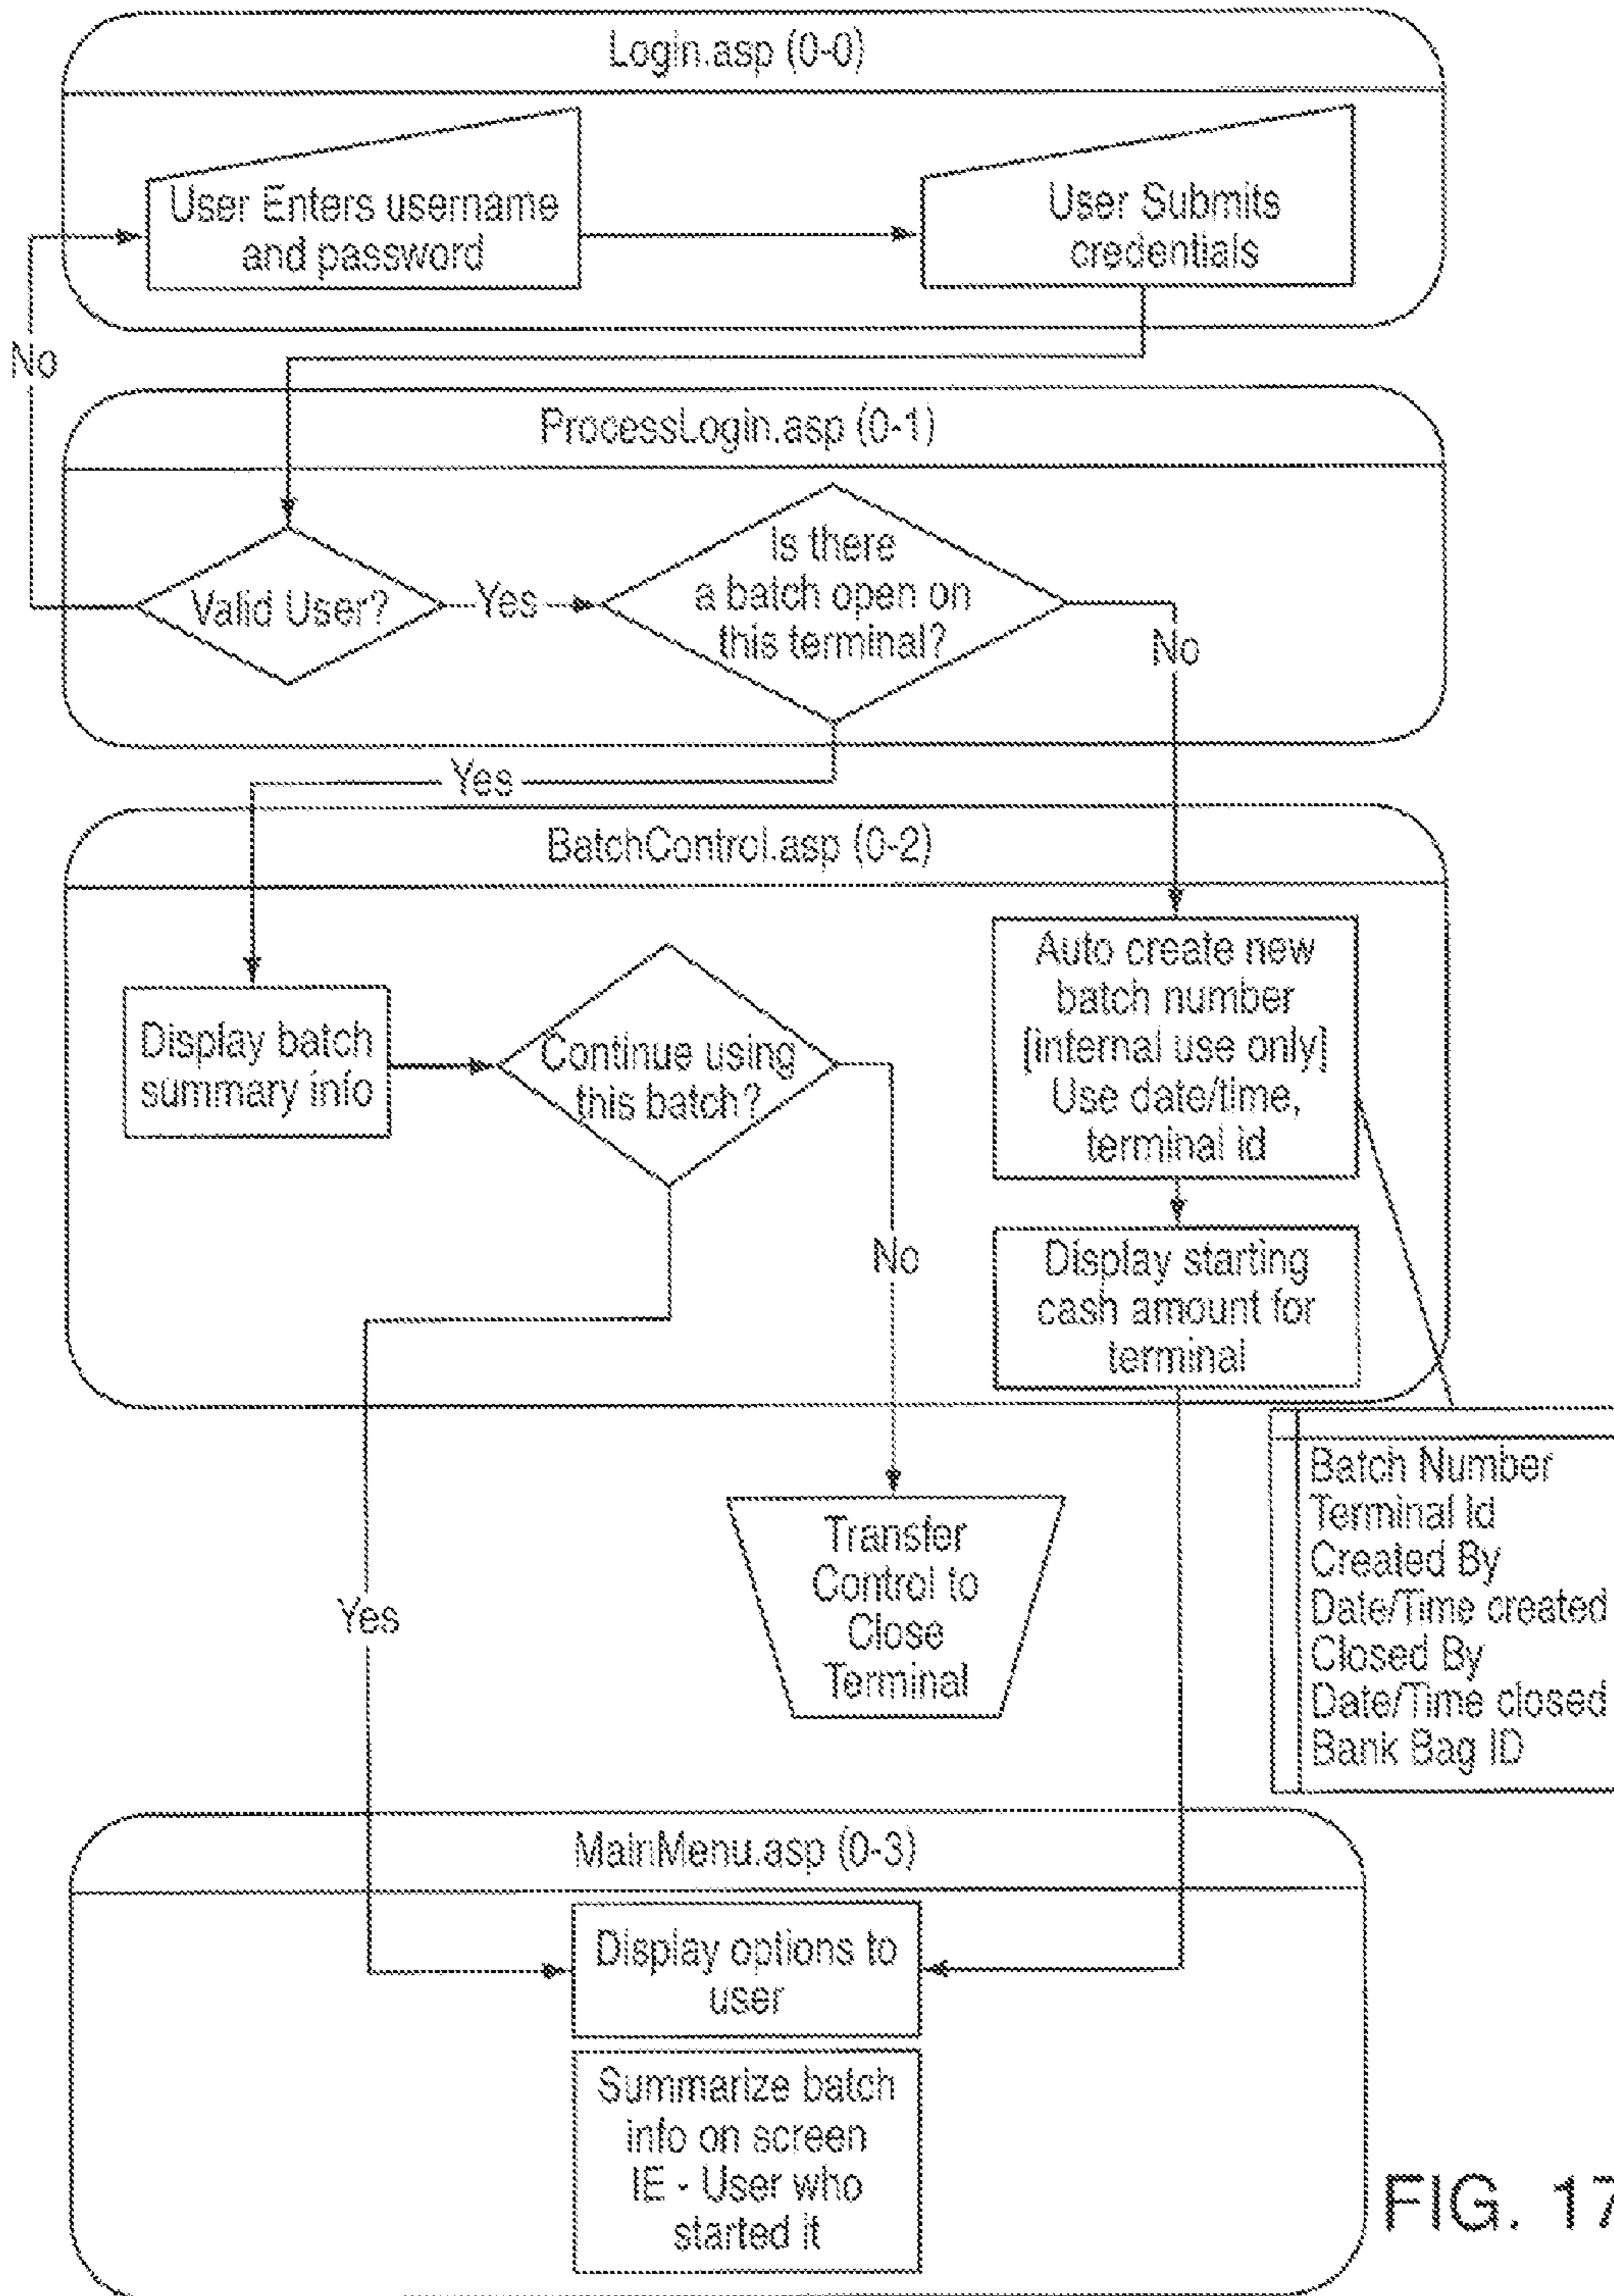 Login.asp (0-0)
User Enters username
and password
User Submits
credentials
No
ProcessLogin.asp (0-1)
Valid User?
Yes
Is there
a batch open on
this terminal?
No
Yes
BatchControl.asp (0-2)
Display batch
summary info
Continue using
this batch?
Auto create new
batch number
[internal use only]
Use date/time,
terminal id
No
Display starting
cash amount for
terminal
Batch Number
Terminal Id
Created By
Date/Time created
Closed By
Date/Time closed
Bank Bag ID
Transfer
Control to
Close
Terminal
Yes
MainMenu.asp (0-3)
Display options to
user
Summarize batch
info on screen
IE - User who
started it
FIG. 17